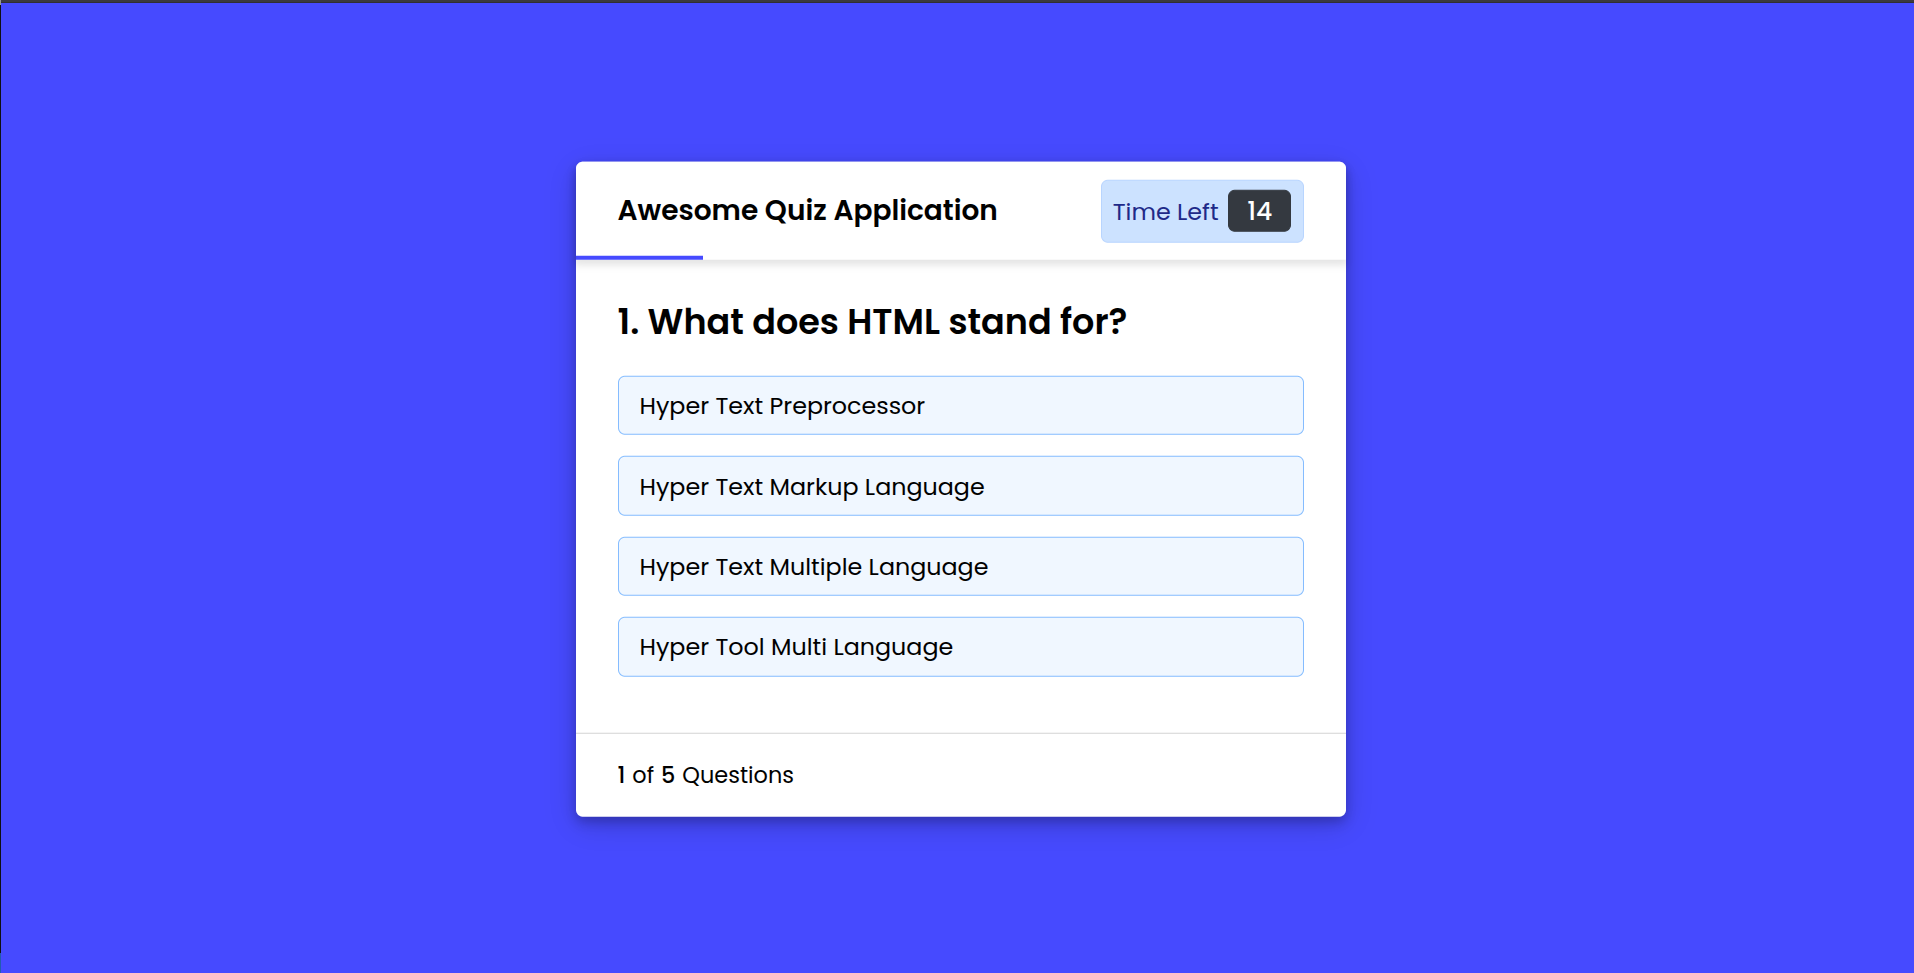 Awesome Quiz Application
Time Left 14
1. What does HTML stand for?
Hyper Text Preprocessor
Hyper Text Markup Language
Hyper Text Multiple Language
Hyper Tool Multi Language
1 of 5 Questions